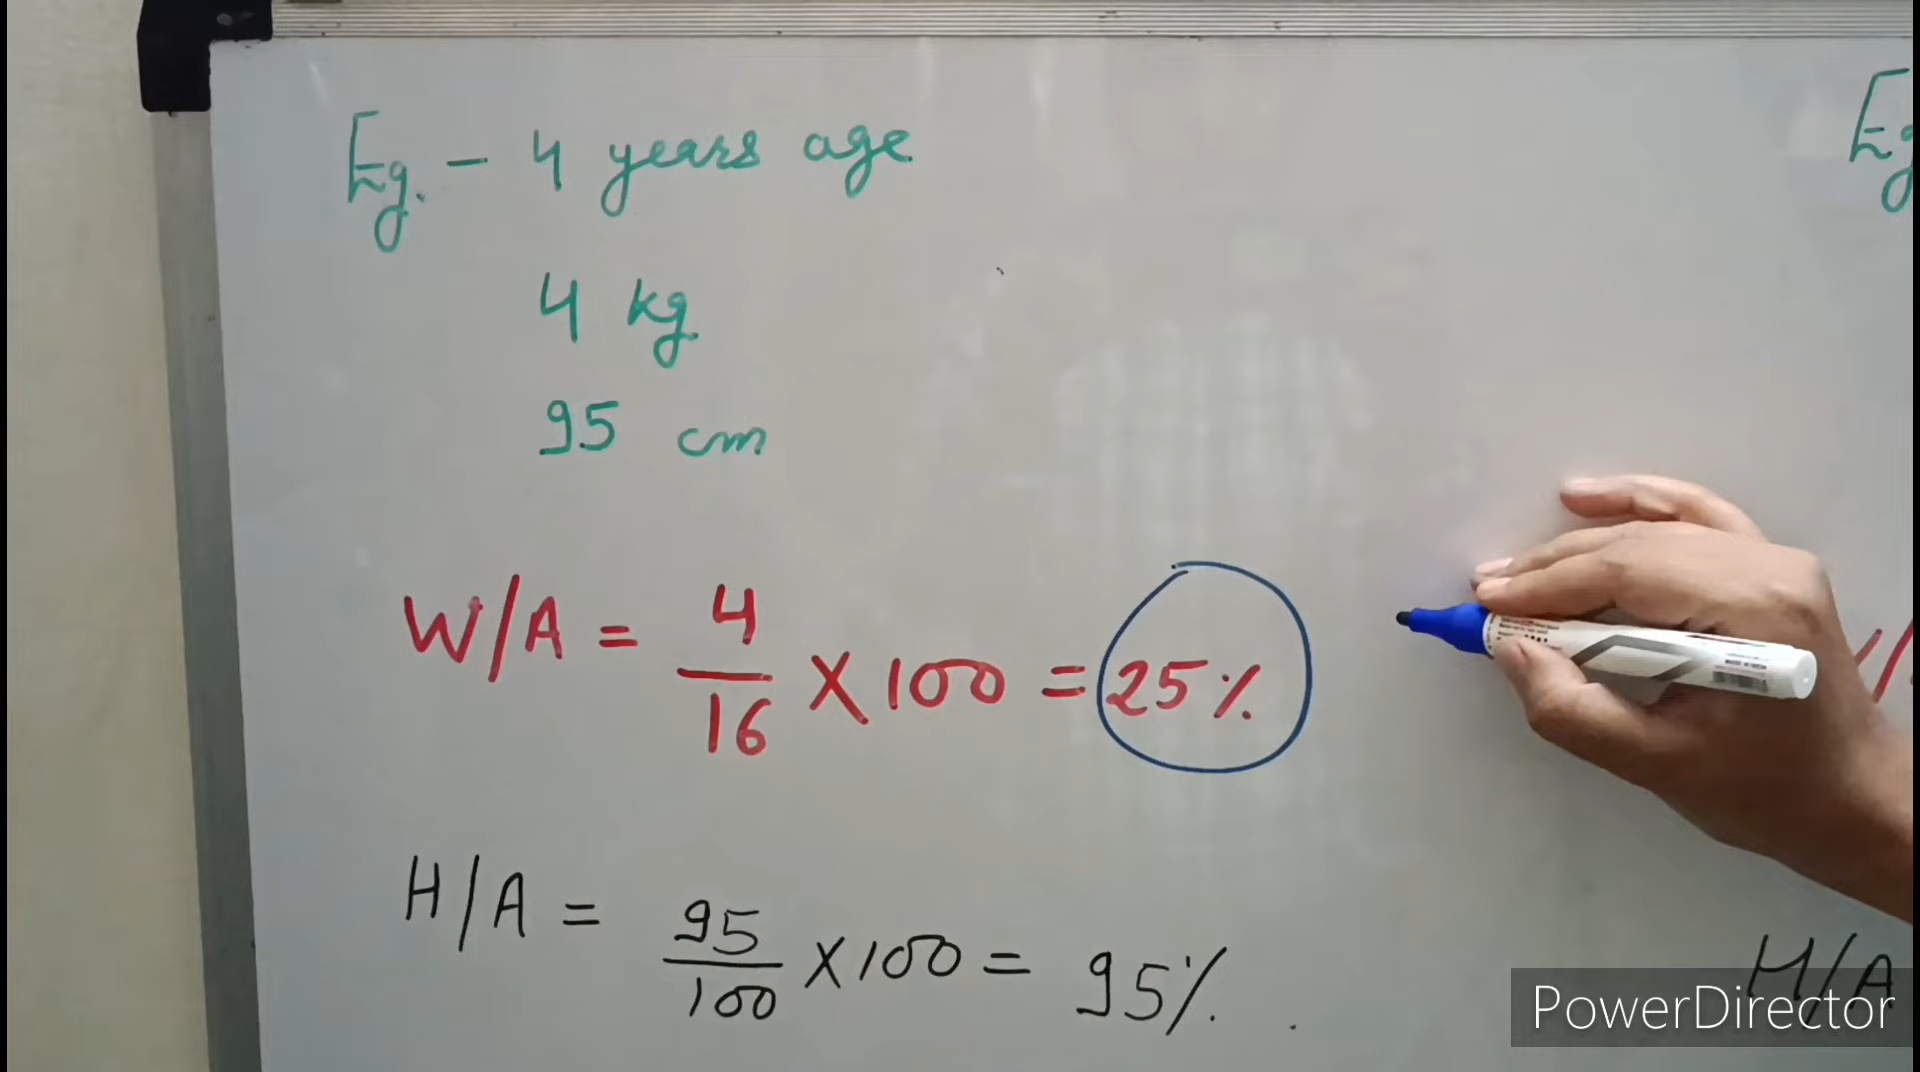 Eg. - 4 years age
4 kg
95 cm
W/A = 4/16 X 100 = 25%
H/A = 95/100 X 100 = 95%.
Eg
H/A
PowerDirector